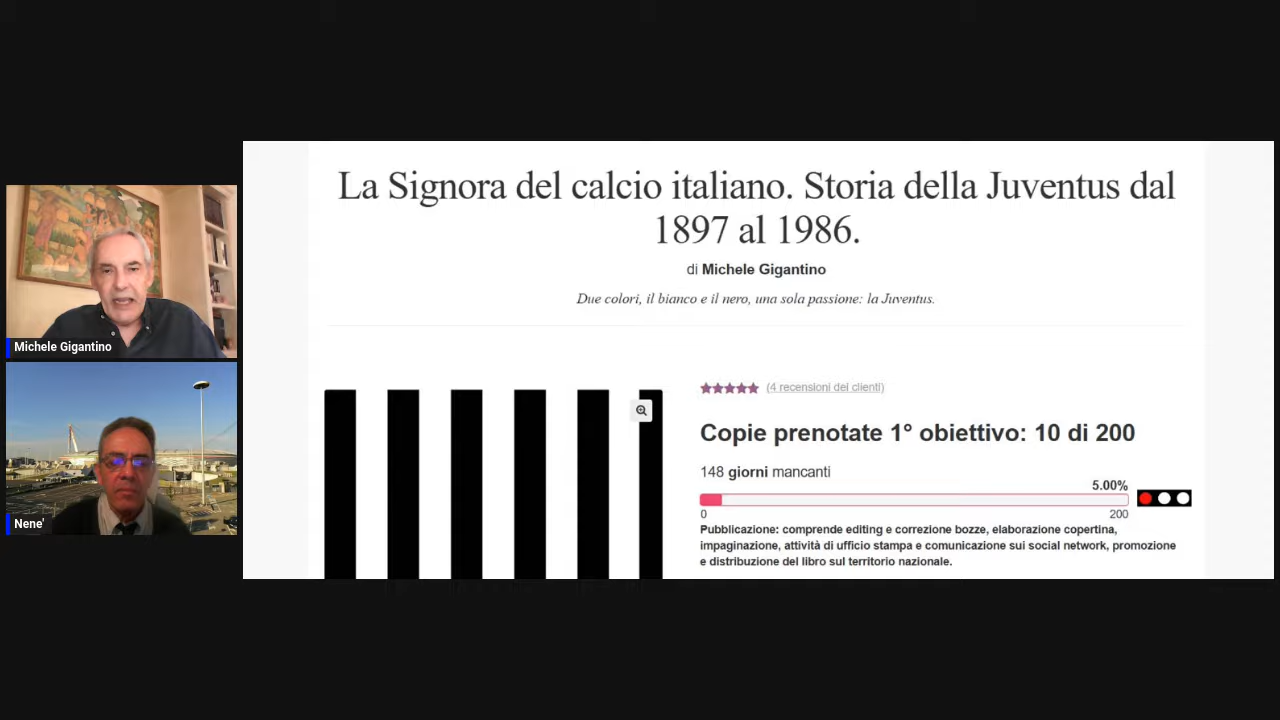 Michele Gigantino
Nene'
La Signora del calcio italiano. Storia della Juventus dal
1897 al 1986.
di Michele Gigantino
Due colori, il bianco e il nero, una sola passione: la Juventus.
(4 recensioni dei clienti)
Copie prenotate 1° obiettivo: 10 di 200
148 giorni mancanti
5.00%
0 200
Pubblicazione: comprende editing e correzione bozze, elaborazione copertina,
impaginazione, attività di ufficio stampa e comunicazione sui social network, promozione
e distribuzione del libro sul territorio nazionale.